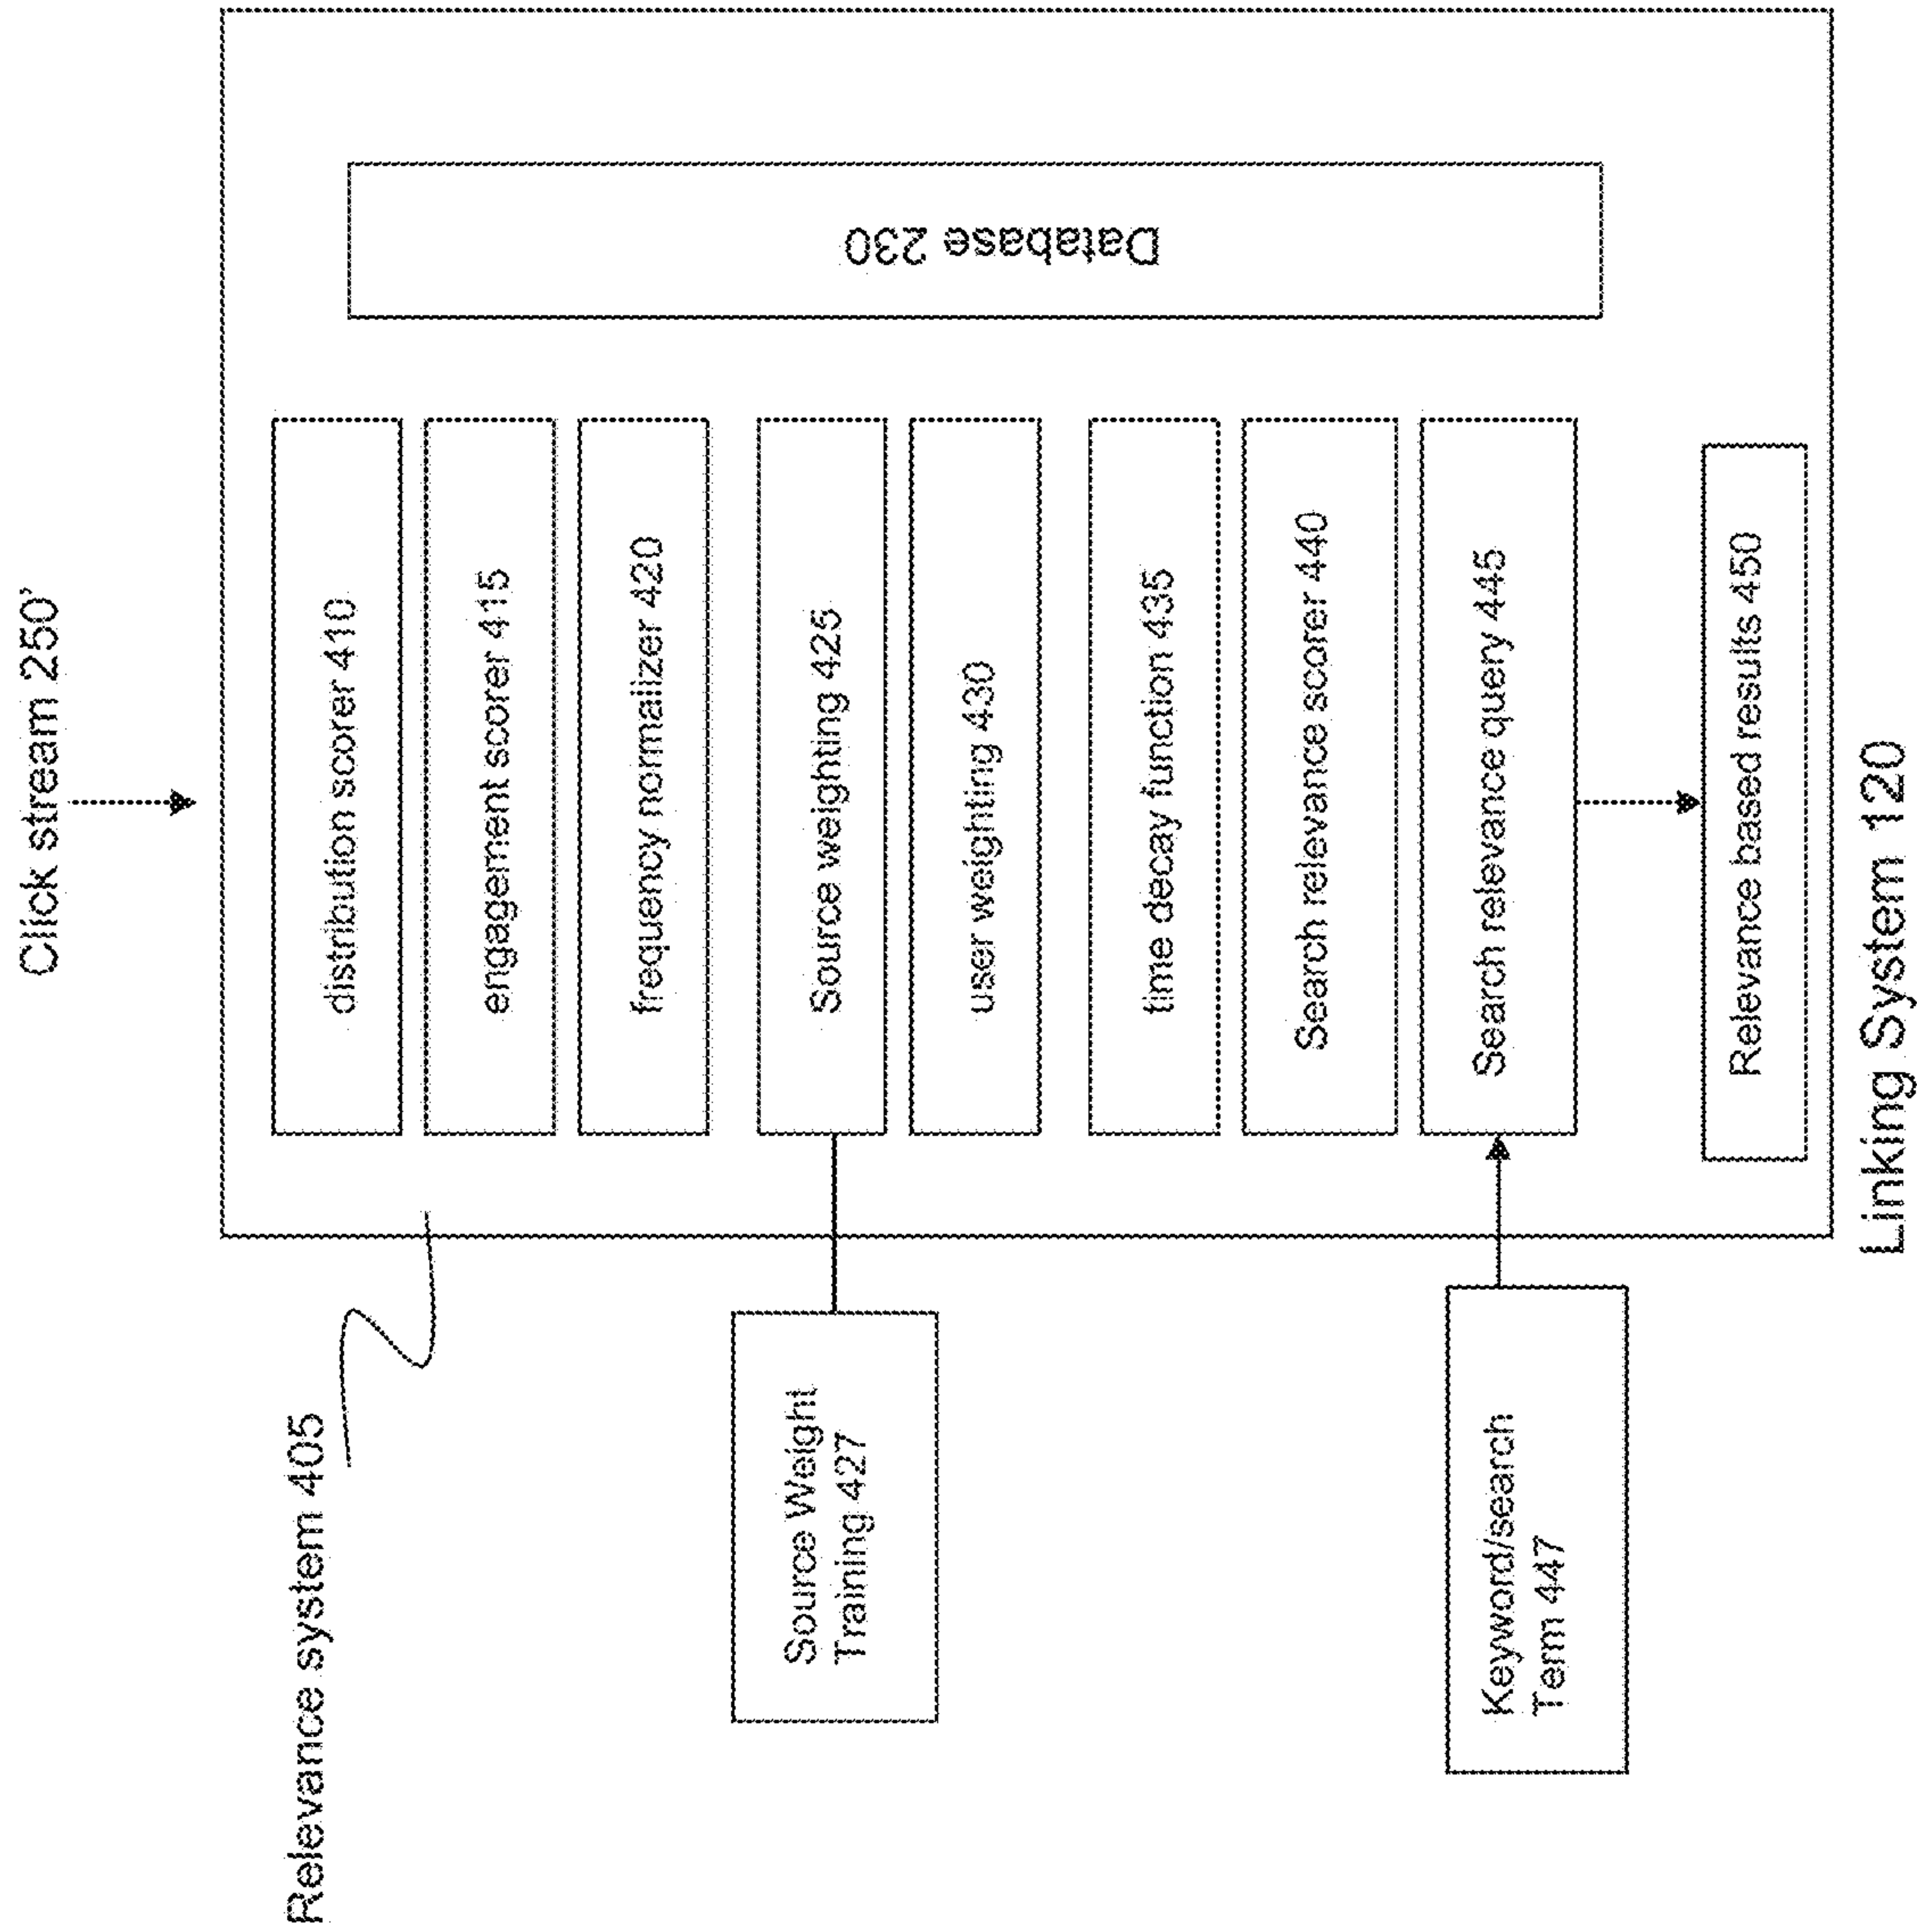 Click stream 250'
Relevance system 405
distribution scorer 410
engagement scorer 415
frequency normalizer 420
Source weighting 425
user weighting 430
time decay function 435
Search relevance scorer 440
Search relevance query 445
Relevance based results 450
Database 230
Source Weight
Training 427
Keyword/search
Term 447
Linking System 120